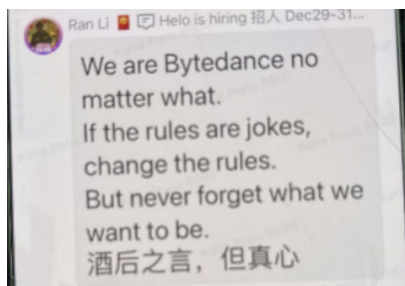 Ran Li 🧧 Helo is hiring 招人 Dec29-31...
We are Bytedance no
matter what.
If the rules are jokes,
change the rules.
But never forget what we
want to be.
酒后之言，但真心